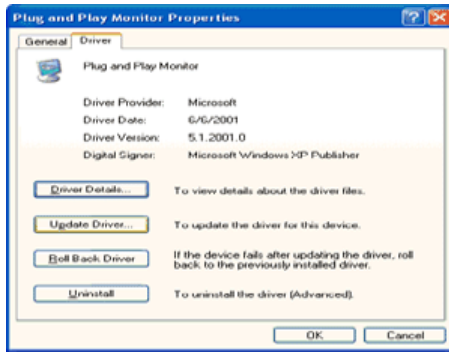 Plug and Play Monitor Properties
General Driver
Plug and Play Monitor
Driver Provider: Microsoft
Driver Date: 6/6/2001
Driver Version: 5.1.2001.0
Digital Signer: Microsoft Windows XP Publisher
Driver Details... To view details about the driver files.
Update Driver... To update the driver for this device.
Roll Back Driver If the device fails after updating the driver, roll
back to the previously installed driver.
Uninstall To uninstall the driver (Advanced).
OK Cancel